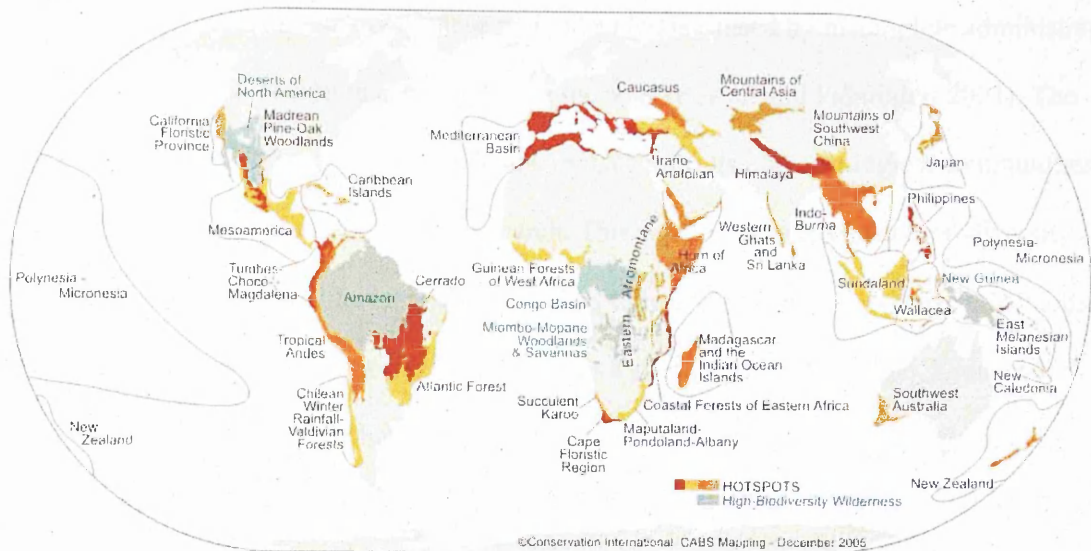 Deserts of
North America
California
Floristic
Province
Madrean
Pine-Oak
Woodlands
Caribbean
Islands
Mesoamerica
Polynesia -
Micronesia
Tumbes-
Choco-
Magdalena
Amazon
Cerrado
Tropical
Andes
Atlantic Forest
Chilean
Winter
Rainfall-
Valdivian
Forests
New
Zealand
Mediterranean
Basin
Caucasus
Irano-
Anatolian
Mountains of
Central Asia
Mountains of
Southwest
China
Himalaya
Japan
Philippines
Indo-
Burma
Western
Ghats
and
Sri Lanka
Polynesia-
Micronesia
Guinean Forests
of West Africa
Eastern Afromontane
Horn of
Africa
Congo Basin
Miombo-Mopane
Woodlands
& Savannas
Sundaland
New Guinea
Wallacea
East
Melanesian
Islands
New
Caledonia
Madagascar
and the
Indian Ocean
Islands
Succulent
Karoo
Coastal Forests of Eastern Africa
Maputaland-
Pondoland-Albany
Cape
Floristic
Region
Southwest
Australia
New Zealand
HOTSPOTS
High-Biodiversity Wilderness
©Conservation International CABS Mapping - December 2005